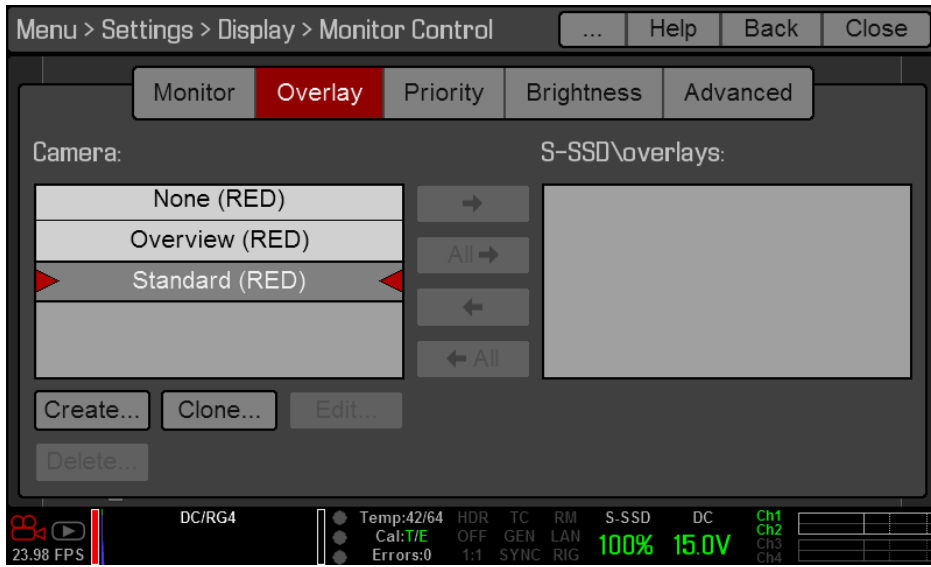 Menu > Settings > Display > Monitor Control ... Help Back Close
Monitor Overlay Priority Brightness Advanced
Camera: S-SSD\overlays:
None (RED)
Overview (RED)
Standard (RED)
All
All
Create... Clone... Edit...
Delete...
DC/RG4 Temp:42/64 HDR TC RM S-SSD DC Ch1
Cal:T/E OFF GEN LAN 100% 15.0V Ch2
23.98 FPS Errors:0 1:1 SYNC RIG Ch3
Ch4